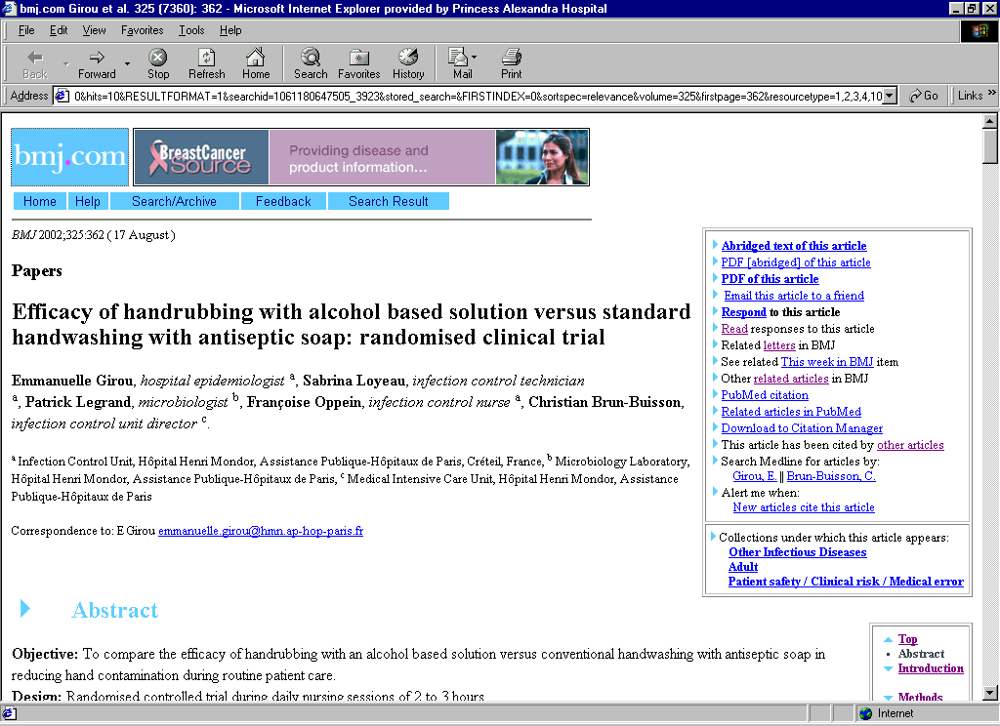 bmj.com Girou et al. 325 (7360): 362 - Microsoft Internet Explorer provided by Princess Alexandra Hospital
File Edit View Favorites Tools Help
Back Forward Stop Refresh Home Search Favorites History Mail Print
Address 0&hits=10&RESULTFORMAT=1&searchid=1061180647505_3923&stored_search=&FIRSTINDEX=0&sortspec=relevance&volume=325&firstpage=362&resourcetype=1,2,3,4,10 Go Links »
bmj.com
BreastCancer Source
Providing disease and
product information...
Home Help Search/Archive Feedback Search Result
BMJ 2002;325:362 ( 17 August )
Papers
Efficacy of handrubbing with alcohol based solution versus standard
handwashing with antiseptic soap: randomised clinical trial
Emmanuelle Girou, hospital epidemiologist a, Sabrina Loyeau, infection control technician
a, Patrick Legrand, microbiologist b, Françoise Oppein, infection control nurse a, Christian Brun-Buisson,
infection control unit director c.
a Infection Control Unit, Hôpital Henri Mondor, Assistance Publique-Hôpitaux de Paris, Créteil, France, b Microbiology Laboratory,
Hôpital Henri Mondor, Assistance Publique-Hôpitaux de Paris, c Medical Intensive Care Unit, Hôpital Henri Mondor, Assistance
Publique-Hôpitaux de Paris
Correspondence to: E Girou emmanuelle.girou@hmn.ap-hop-paris.fr
Abridged text of this article
PDF [abridged] of this article
PDF of this article
Email this article to a friend
Respond to this article
Read responses to this article
Related letters in BMJ
See related This week in BMJ item
Other related articles in BMJ
PubMed citation
Related articles in PubMed
Download to Citation Manager
This article has been cited by other articles
Search Medline for articles by:
Girou, E. || Brun-Buisson, C.
Alert me when:
New articles cite this article
Collections under which this article appears:
Other Infectious Diseases
Adult
Patient safety / Clinical risk / Medical error
Abstract
Top
Abstract
Introduction
Methods
Objective: To compare the efficacy of handrubbing with an alcohol based solution versus conventional handwashing with antiseptic soap in
reducing hand contamination during routine patient care.
Design: Randomised controlled trial during daily nursing sessions of 2 to 3 hours
Internet